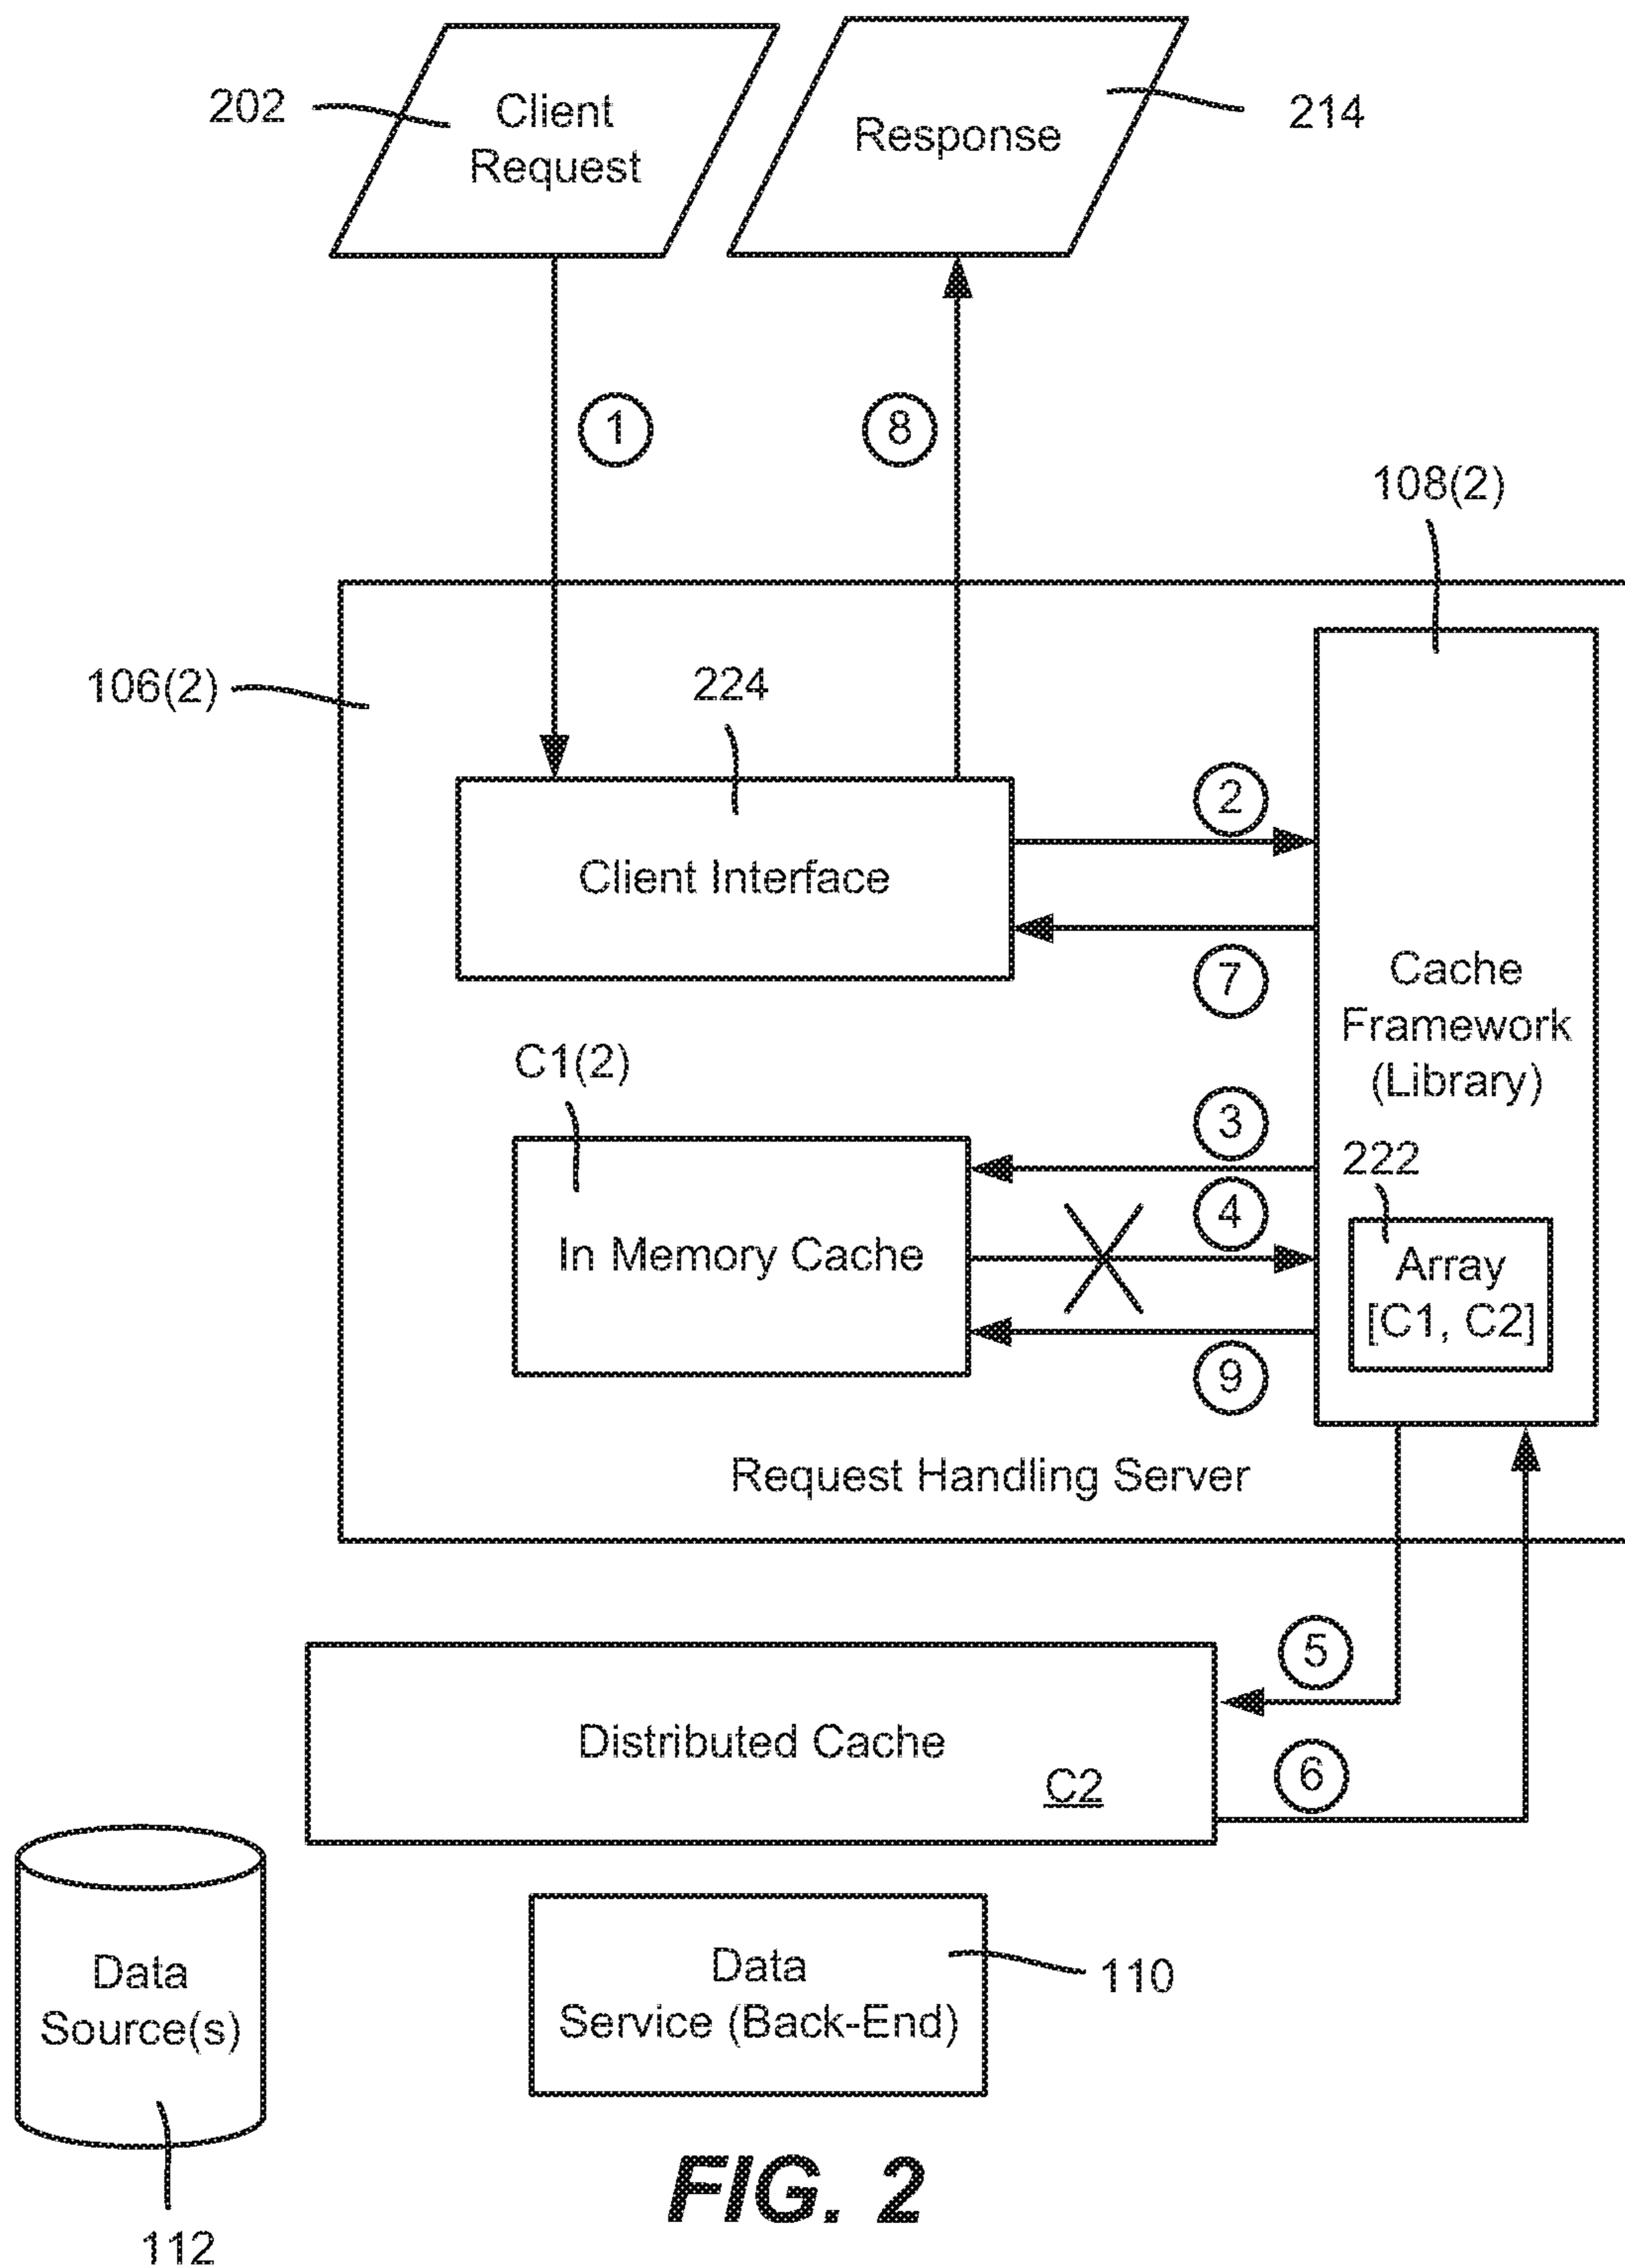 202
Client
Request
Response
214
1
8
108(2)
106(2)
224
2
Client Interface
7
Cache
Framework
(Library)
C1(2)
3
222
4
In Memory Cache
Array
[C1, C2]
9
Request Handling Server
5
Distributed Cache
C2
6
Data
Source(s)
Data
Service (Back-End)
110
112
FIG. 2